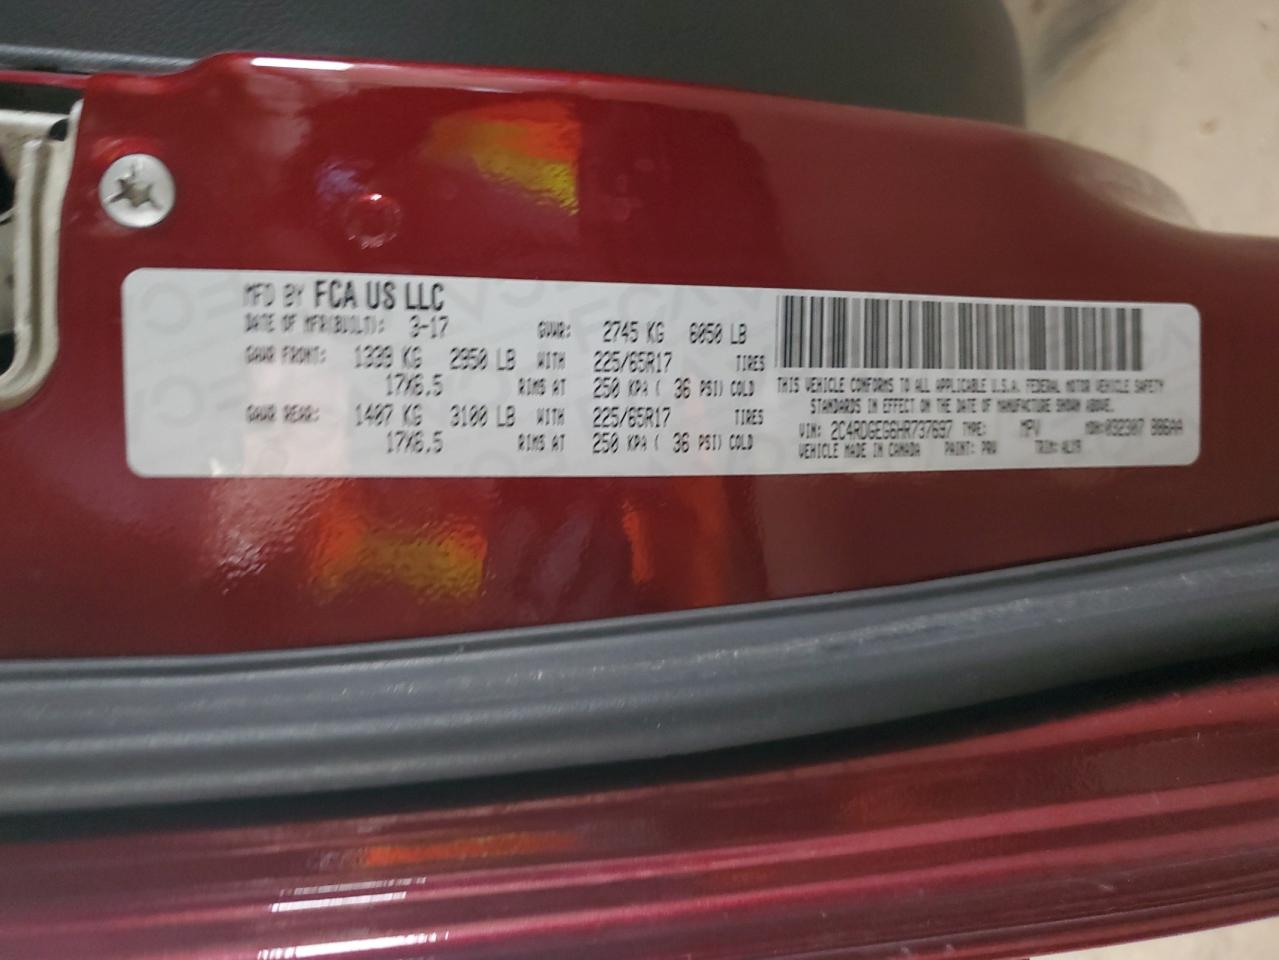 MFD BY FCA US LLC
DATE OF MFR(BUILT): 3-17 GVWR: 2745 KG 6050 LB
GAWR FRONT: 1339 KG 2950 LB WITH 225/65R17 TIRES
17X6.5 RIMS AT 250 KPA ( 36 PSI) COLD
GAWR REAR: 1407 KG 3100 LB WITH 225/65R17 TIRES
17X6.5 RIMS AT 250 KPA ( 36 PSI) COLD
THIS VEHICLE CONFORMS TO ALL APPLICABLE U.S.A. FEDERAL MOTOR VEHICLE SAFETY
STANDARDS IN EFFECT ON THE DATE OF MANUFACTURE SHOWN ABOVE.
VIN: 2C4RDGEG6HR737697 TYPE: MPV MDH: 032307 986AA
VEHICLE MADE IN CANADA PAINT: PRV TRIM: